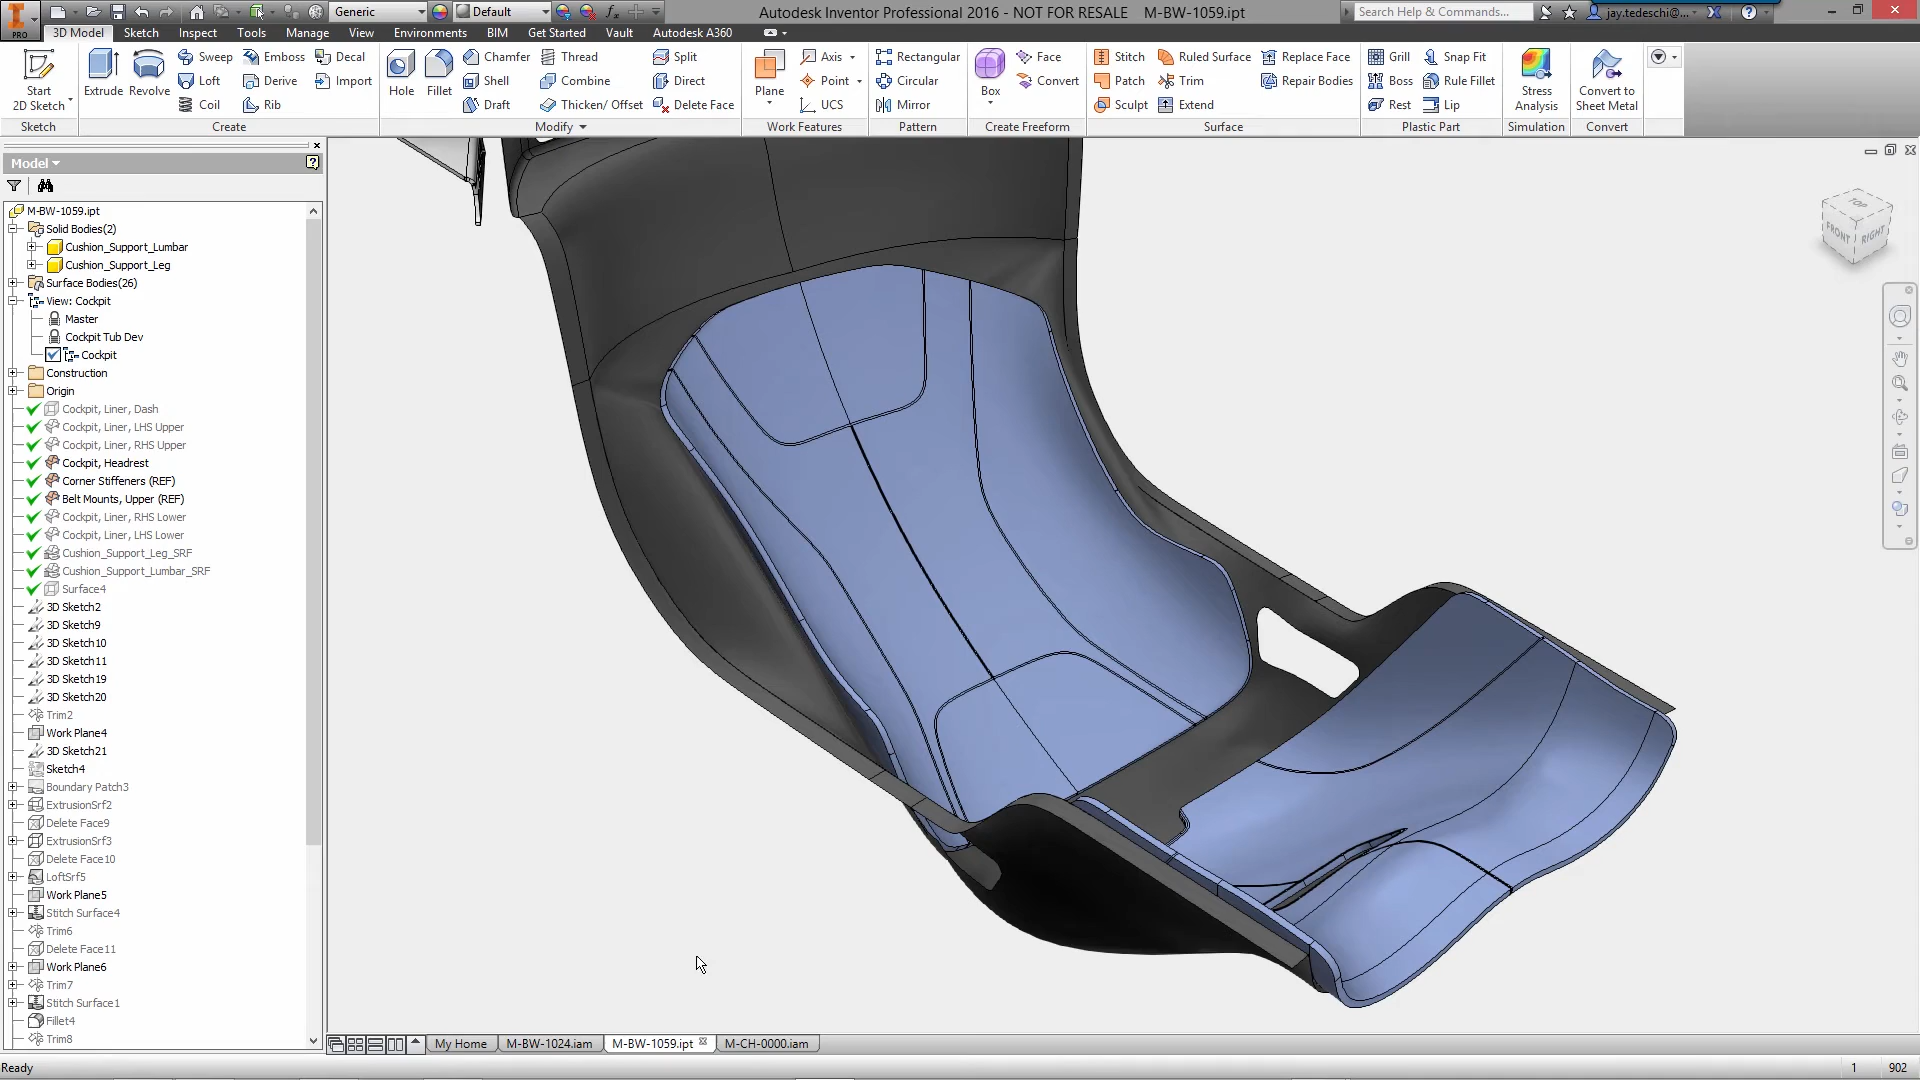 Generic
Default
Autodesk Inventor Professional 2016 - NOT FOR RESALE M-BW-1059.ipt
Search Help & Commands...
jay.tedeschi@...
PRO
3D Model
Sketch
Inspect
Tools
Manage
View
Environments
BIM
Get Started
Vault
Autodesk A360
Start
2D Sketch
Sketch
Extrude
Revolve
Sweep
Loft
Coil
Emboss
Derive
Rib
Decal
Import
Create
Hole
Fillet
Chamfer
Shell
Draft
Thread
Combine
Thicken/ Offset
Split
Direct
Delete Face
Modify
Plane
Axis
Point
UCS
Work Features
Rectangular
Circular
Mirror
Pattern
Box
Face
Convert
Create Freeform
Stitch
Patch
Sculpt
Ruled Surface
Trim
Extend
Replace Face
Repair Bodies
Surface
Grill
Boss
Rest
Snap Fit
Rule Fillet
Lip
Plastic Part
Stress
Analysis
Simulation
Convert to
Sheet Metal
Convert
Model
M-BW-1059.ipt
Solid Bodies(2)
Cushion_Support_Lumbar
Cushion_Support_Leg
Surface Bodies(26)
View: Cockpit
Master
Cockpit Tub Dev
Cockpit
Construction
Origin
Cockpit, Liner, Dash
Cockpit, Liner, LHS Upper
Cockpit, Liner, RHS Upper
Cockpit, Headrest
Corner Stiffeners (REF)
Belt Mounts, Upper (REF)
Cockpit, Liner, RHS Lower
Cockpit, Liner, LHS Lower
Cushion_Support_Leg_SRF
Cushion_Support_Lumbar_SRF
Surface4
3D Sketch2
3D Sketch9
3D Sketch10
3D Sketch11
3D Sketch19
3D Sketch20
Trim2
Work Plane4
3D Sketch21
Sketch4
Boundary Patch3
ExtrusionSrf2
Delete Face9
ExtrusionSrf3
Delete Face10
LoftSrf5
Work Plane5
Stitch Surface4
Trim6
Delete Face11
Work Plane6
Trim7
Stitch Surface1
Fillet4
Trim8
TOP
FRONT
RIGHT
My Home
M-BW-1024.iam
M-BW-1059.ipt
M-CH-0000.iam
Ready
1
902